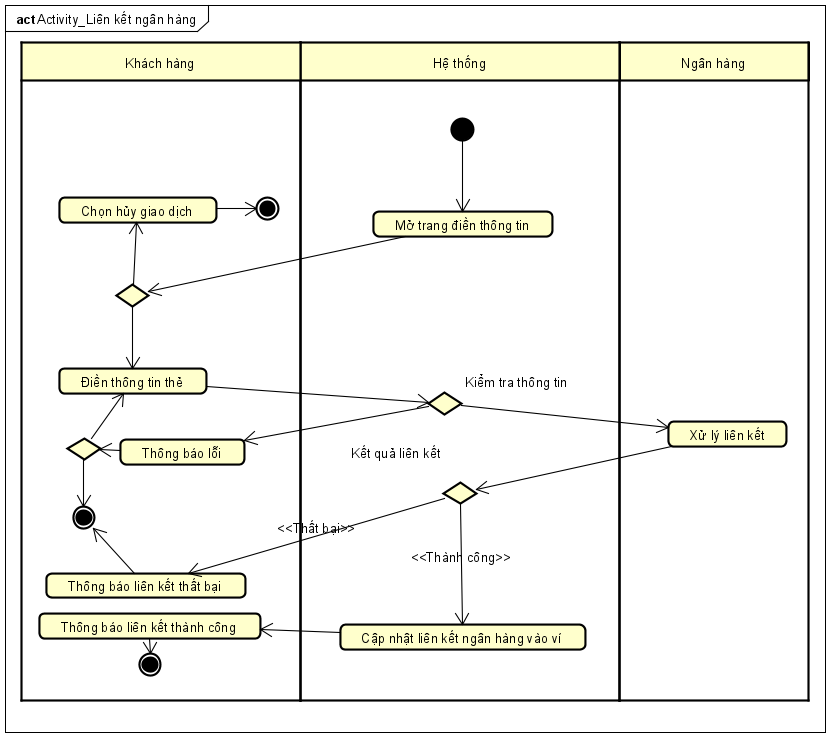 act Activity_Liên kết ngân hàng
Khách hàng
Hệ thống
Ngân hàng
Chọn hủy giao dịch
Mở trang điền thông tin
Điền thông tin thẻ
Kiểm tra thông tin
Xử lý liên kết
Thông báo lỗi
Kết quả liên kết
<<Thất bại>>
<<Thành công>>
Thông báo liên kết thất bại
Thông báo liên kết thành công
Cập nhật liên kết ngân hàng vào ví